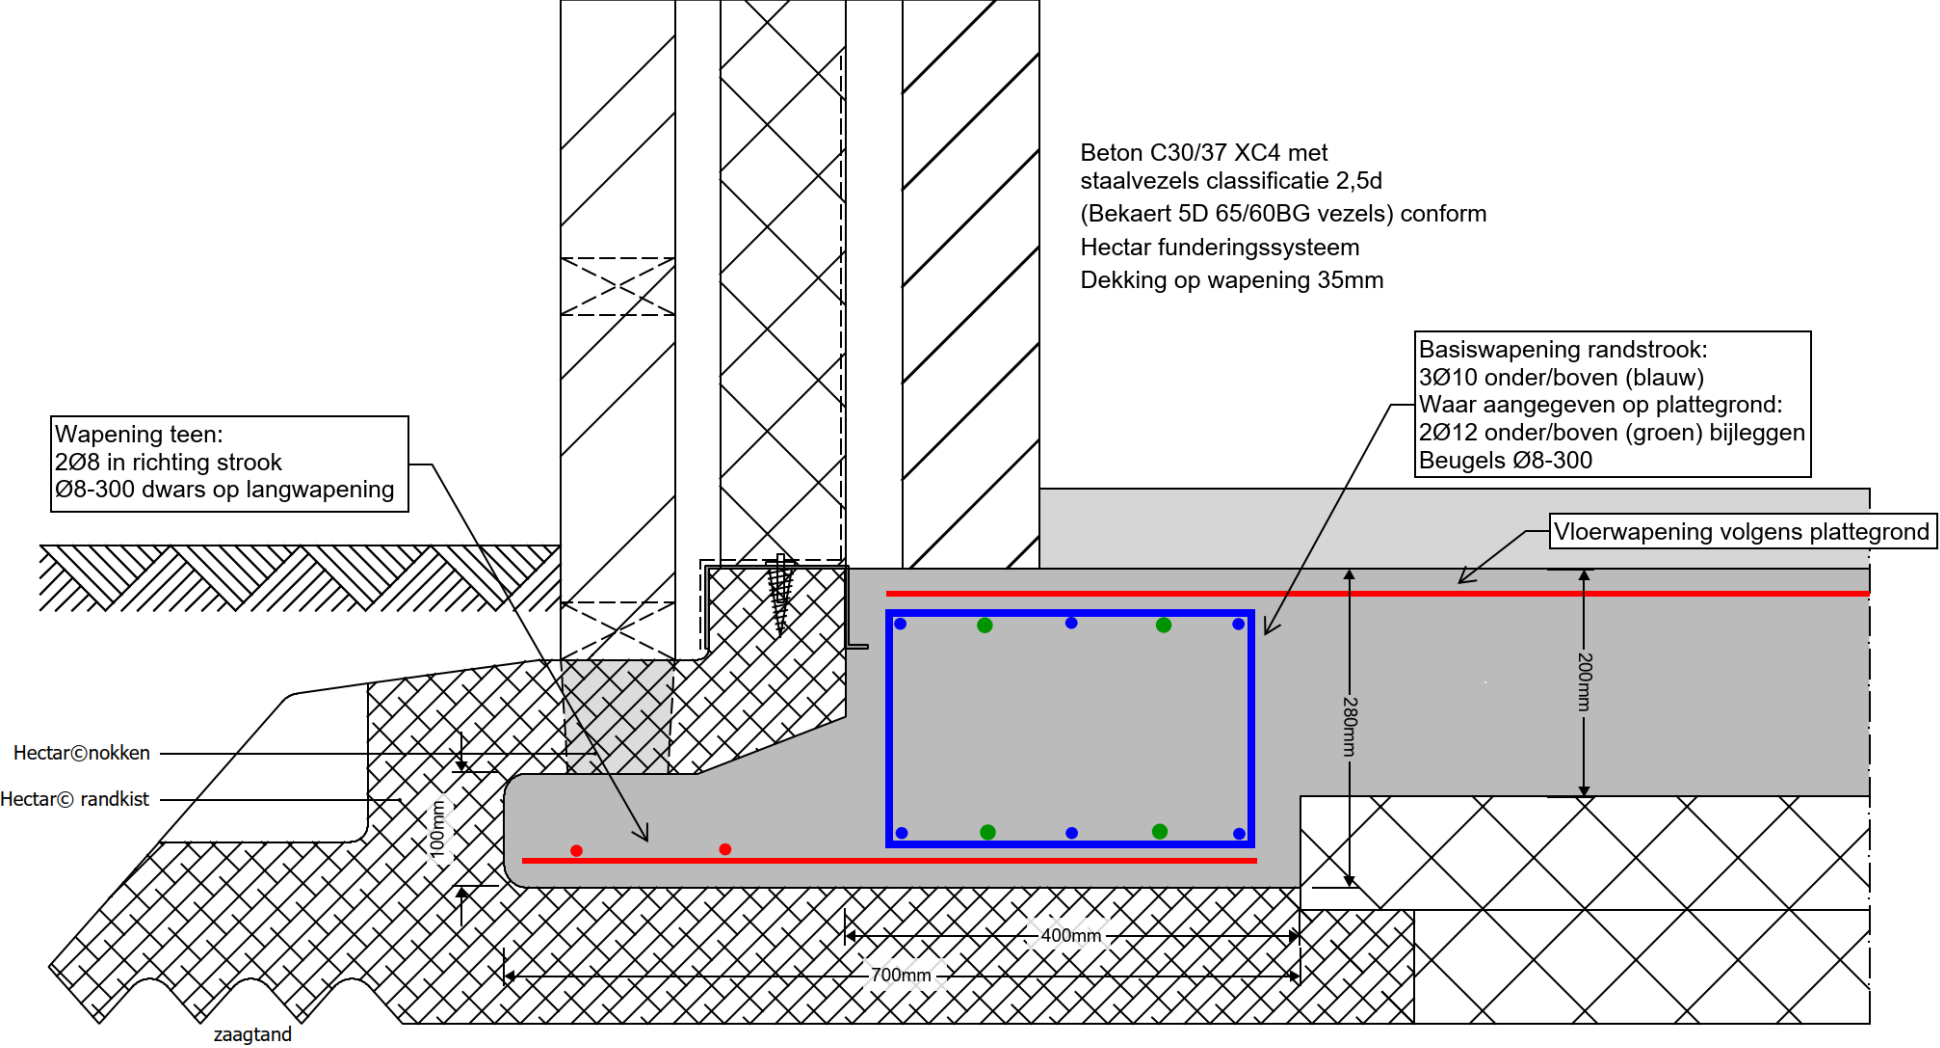 Beton C30/37 XC4 met
staalvezels classificatie 2,5d
(Bekaert 5D 65/60BG vezels) conform
Hectar funderingssysteem
Dekking op wapening 35mm
Basiswapening randstrook:
3Ø10 onder/boven (blauw)
Waar aangegeven op plattegrond:
2Ø12 onder/boven (groen) bijleggen
Beugels Ø8-300
Wapening teen:
2Ø8 in richting strook
Ø8-300 dwars op langwapening
Vloerwapening volgens plattegrond
200mm
280mm
Hectar©nokken
Hectar© randkist
100mm
400mm
700mm
zaagtand